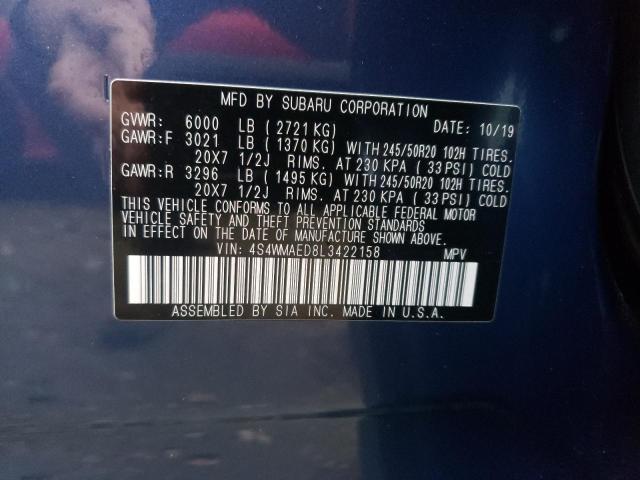 MFD BY SUBARU CORPORATION
GVWR: 6000 LB ( 2721 KG) DATE: 10/19
GAWR:F 3021 LB ( 1370 KG) WITH 245/50R20 102H TIRES.
20X7 1/2J RIMS, AT 230 KPA ( 33 PSI) COLD
GAWR:R 3296 LB ( 1495 KG) WITH 245/50R20 102H TIRES.
20X7 1/2J RIMS, AT 230 KPA ( 33 PSI) COLD
THIS VEHICLE CONFORMS TO ALL APPLICABLE FEDERAL MOTOR
VEHICLE SAFETY AND THEFT PREVENTION STANDARDS
IN EFFECT ON THE DATE OF MANUFACTURE SHOWN ABOVE.
VIN: 4S4WMAED8L3422158 MPV
ASSEMBLED BY SIA INC. MADE IN U.S.A.